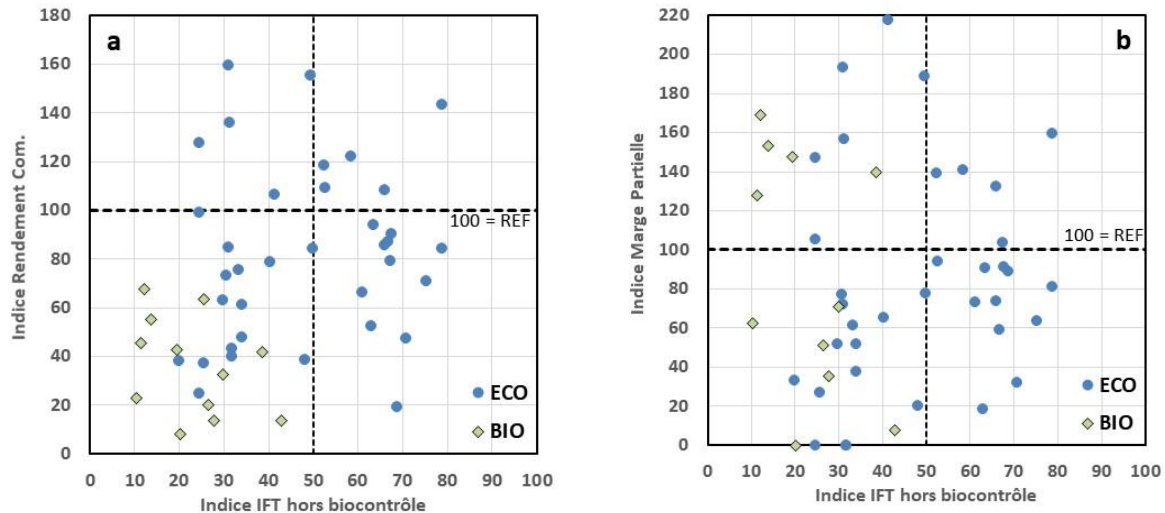 180
160
140
120
100
80
60
40
20
0
Indice Rendement Com.
a
100 = REF
ECO
BIO
0 10 20 30 40 50 60 70 80 90 100
Indice IFT hors biocontrôle
220
200
180
160
140
120
100
80
60
40
20
0
Indice Marge Partielle
b
100 = REF
ECO
BIO
0 10 20 30 40 50 60 70 80 90 100
Indice IFT hors biocontrôle